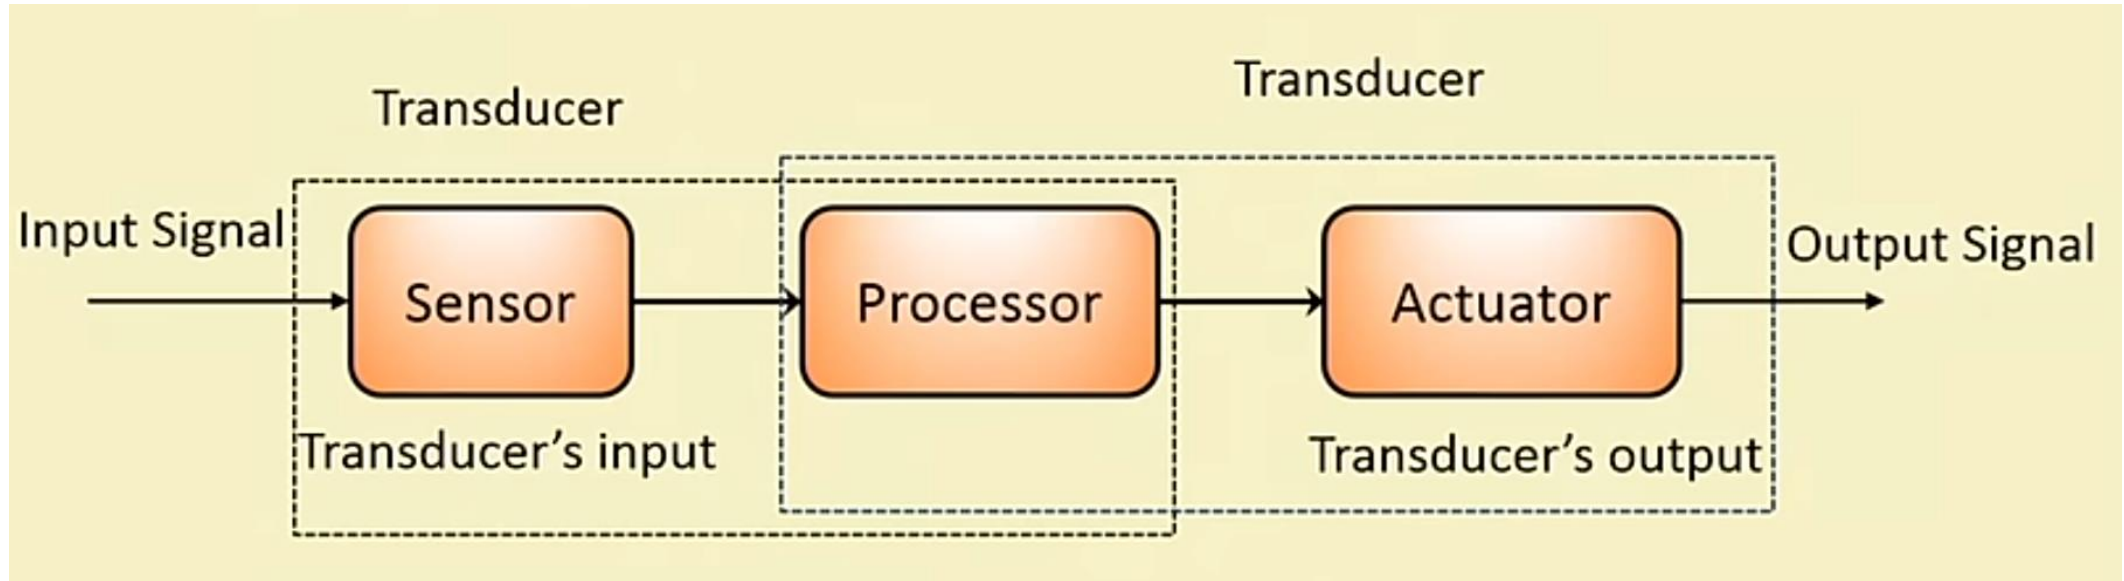 Transducer
Transducer
Input Signal
Output Signal
Sensor
Processor
Actuator
Transducer’s input
Transducer’s output